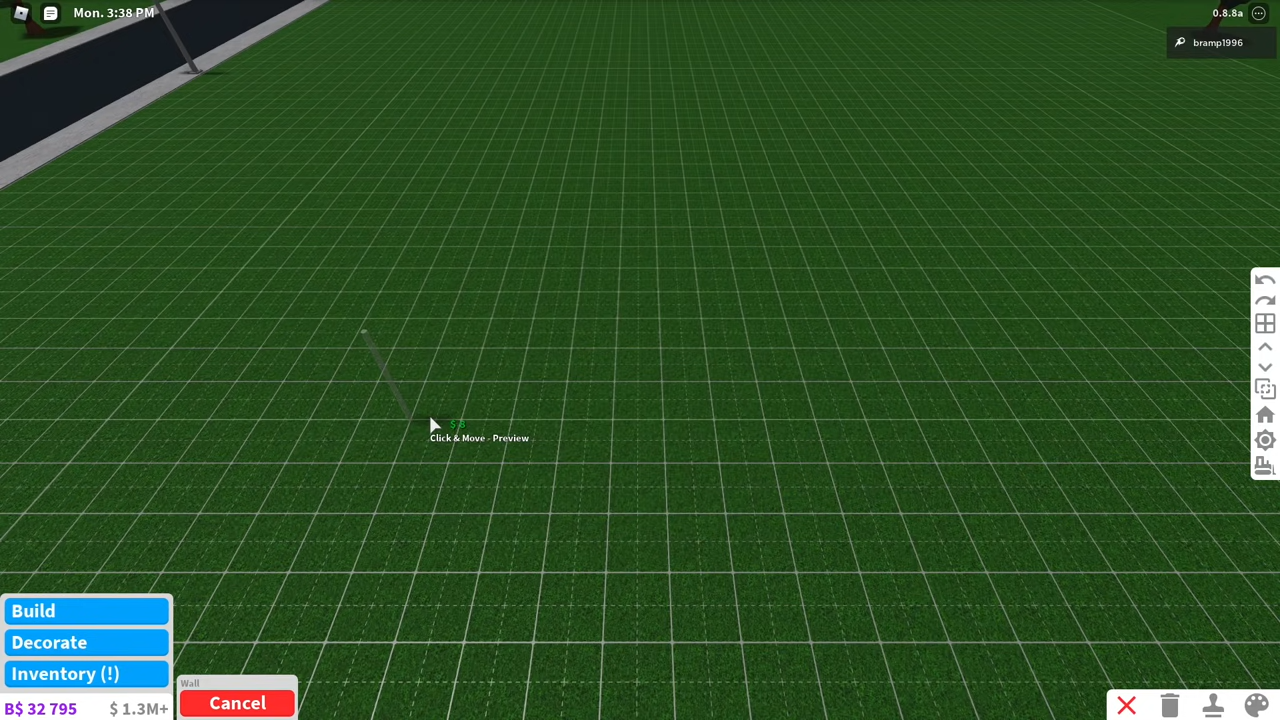 Mon. 3:38 PM
0.8.8a
bramp1996
$ 8
Click & Move - Preview
Build
Decorate
Inventory (!)
Wall
Cancel
B$ 32 795
$ 1.3M+